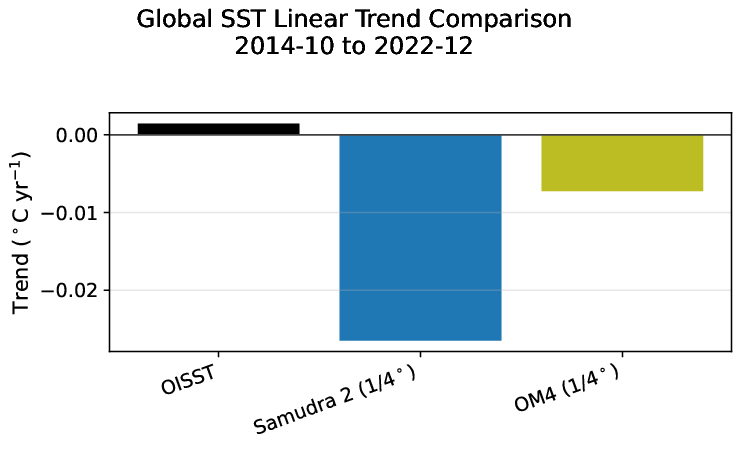 Global SST Linear Trend Comparison
2014-10 to 2022-12
Trend (°C yr⁻¹)
0.00
−0.01
−0.02
OISST
Samudra 2 (1/4°)
OM4 (1/4°)